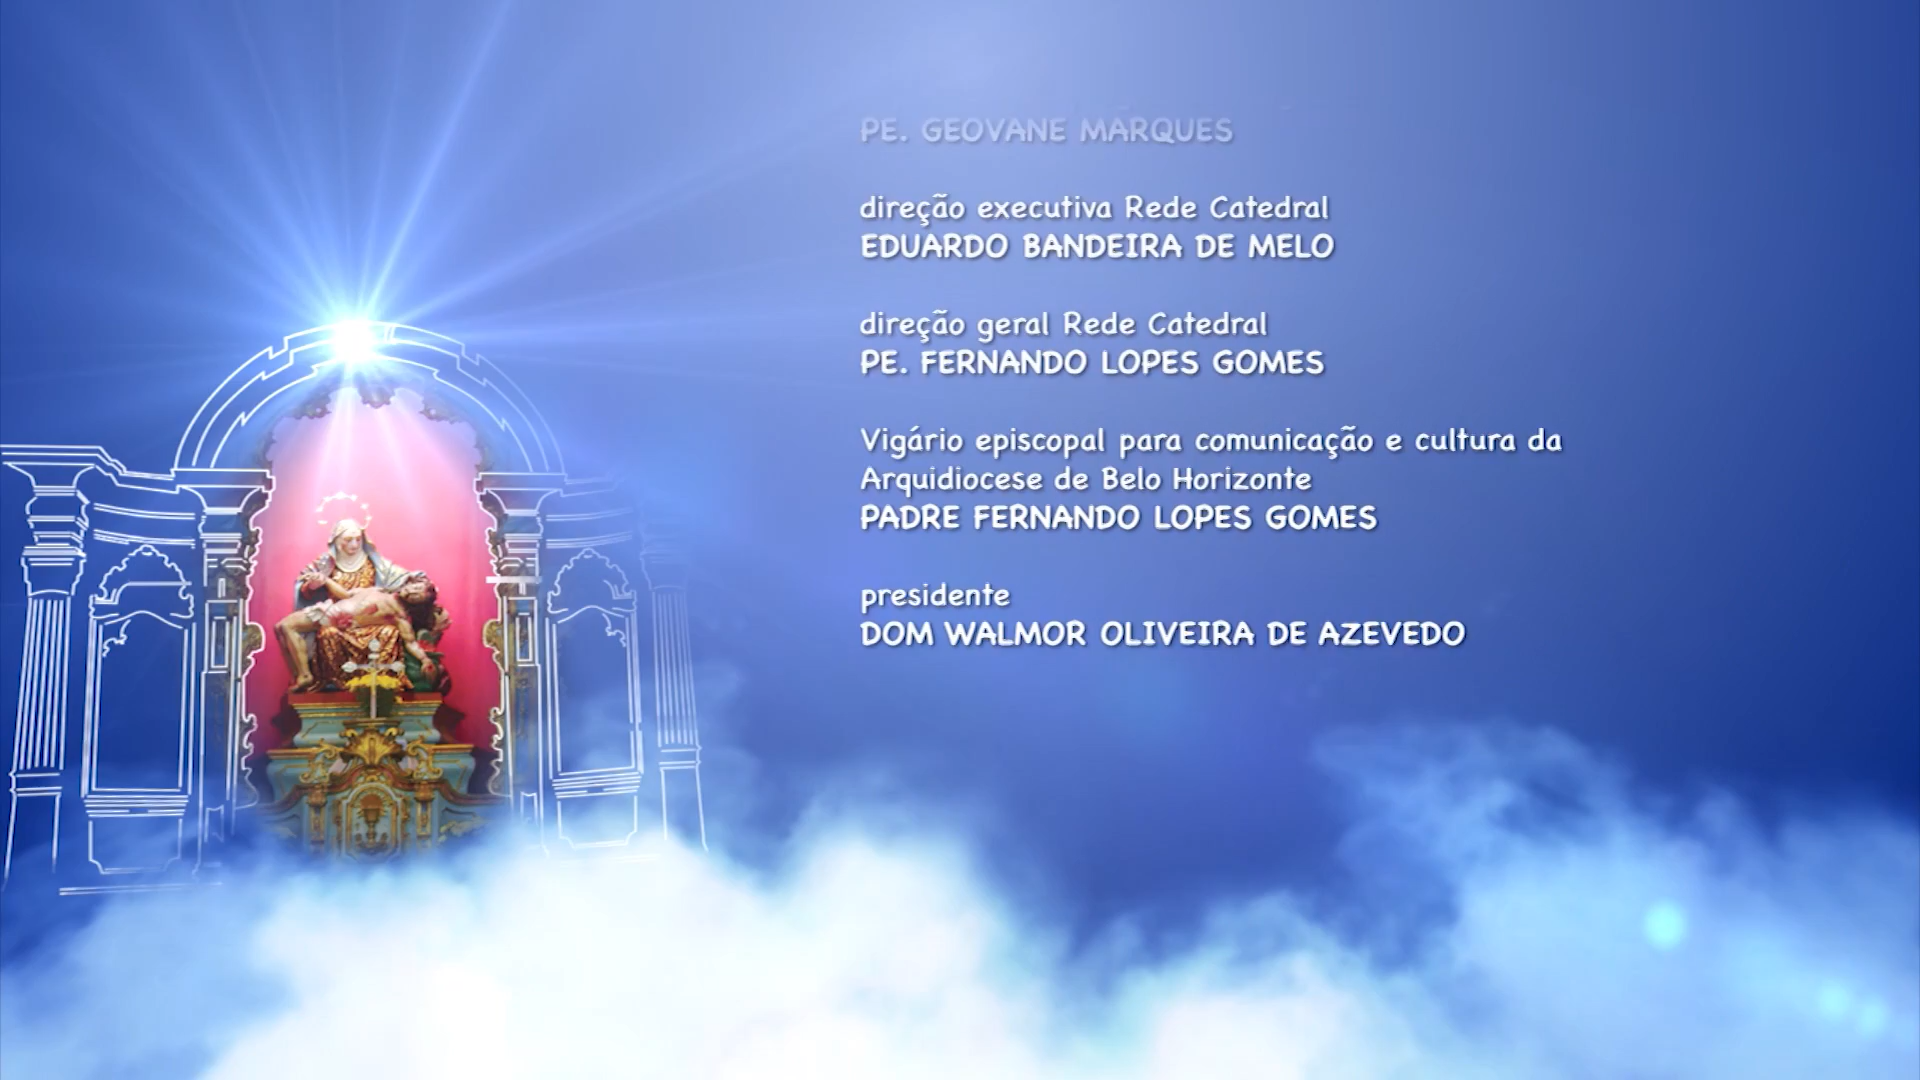 PE. GEOVANE MARQUES
direção executiva Rede Catedral
EDUARDO BANDEIRA DE MELO
direção geral Rede Catedral
PE. FERNANDO LOPES GOMES
Vigário episcopal para comunicação e cultura da
Arquidiocese de Belo Horizonte
PADRE FERNANDO LOPES GOMES
presidente
DOM WALMOR OLIVEIRA DE AZEVEDO